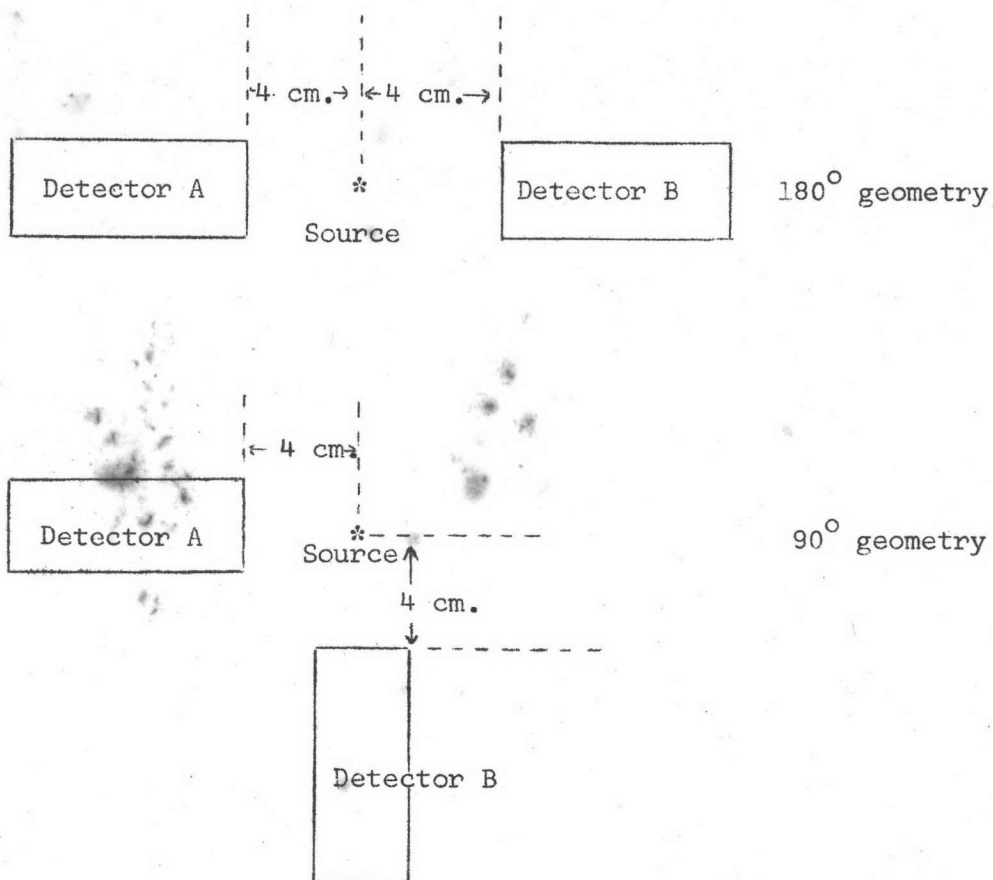 4 cm. 4 cm.
Detector A Detector B 180° geometry
*
Source
4 cm.
Detector A 90° geometry
*
Source
4 cm.
Detector B